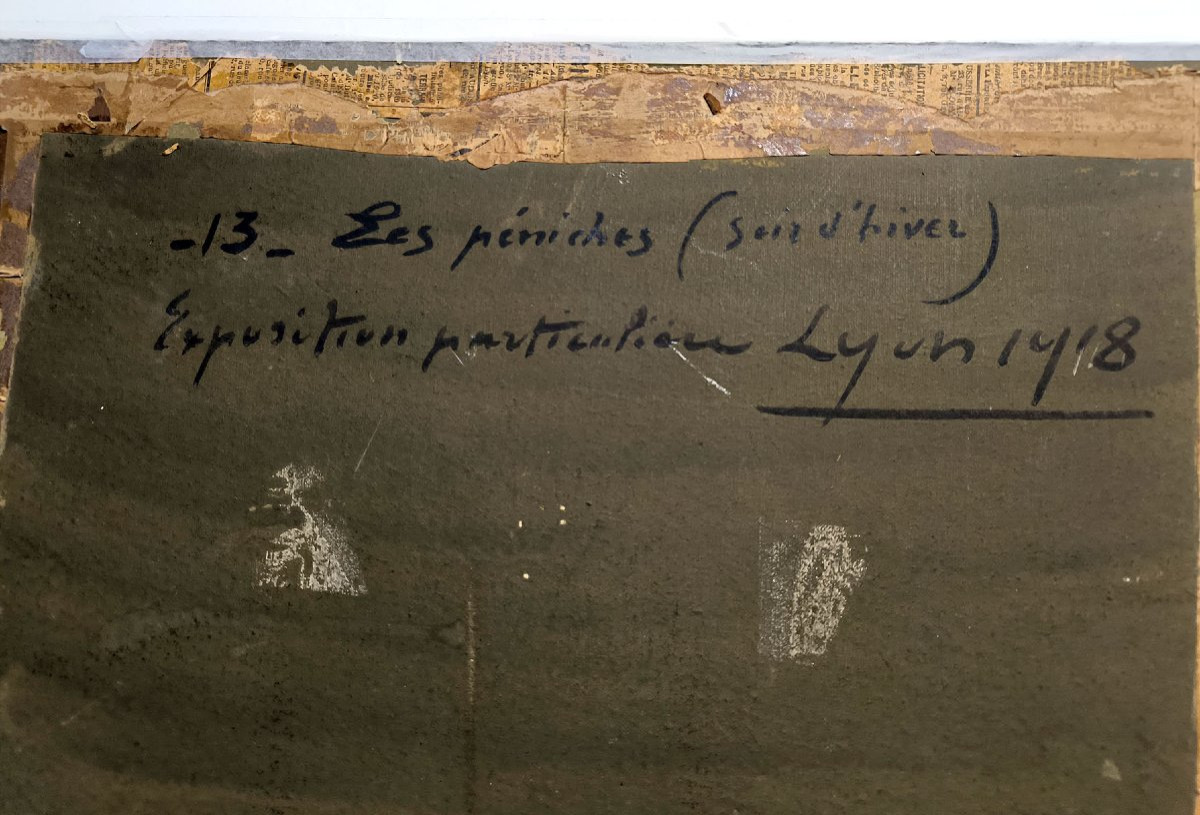 -13- Les péniches (soir d'hiver)
Exposition particulière Lyon 1918